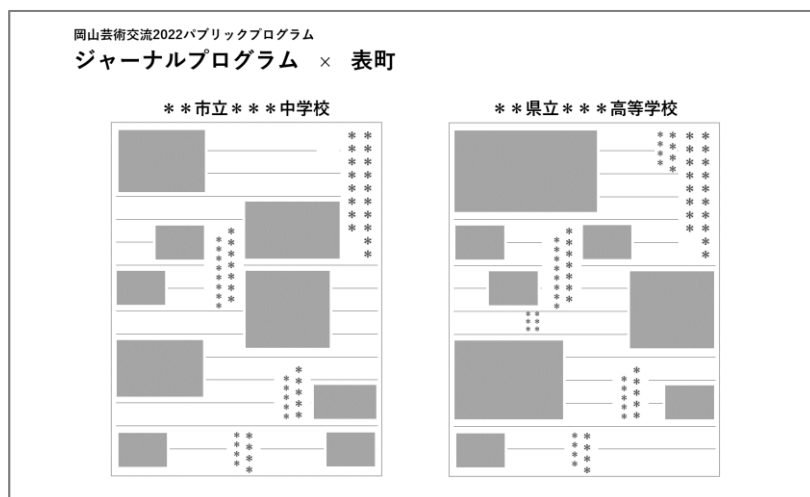 岡山芸術交流2022パブリックプログラム
ジャーナルプログラム × 表町
＊＊市立＊＊＊中学校
＊＊県立＊＊＊高等学校